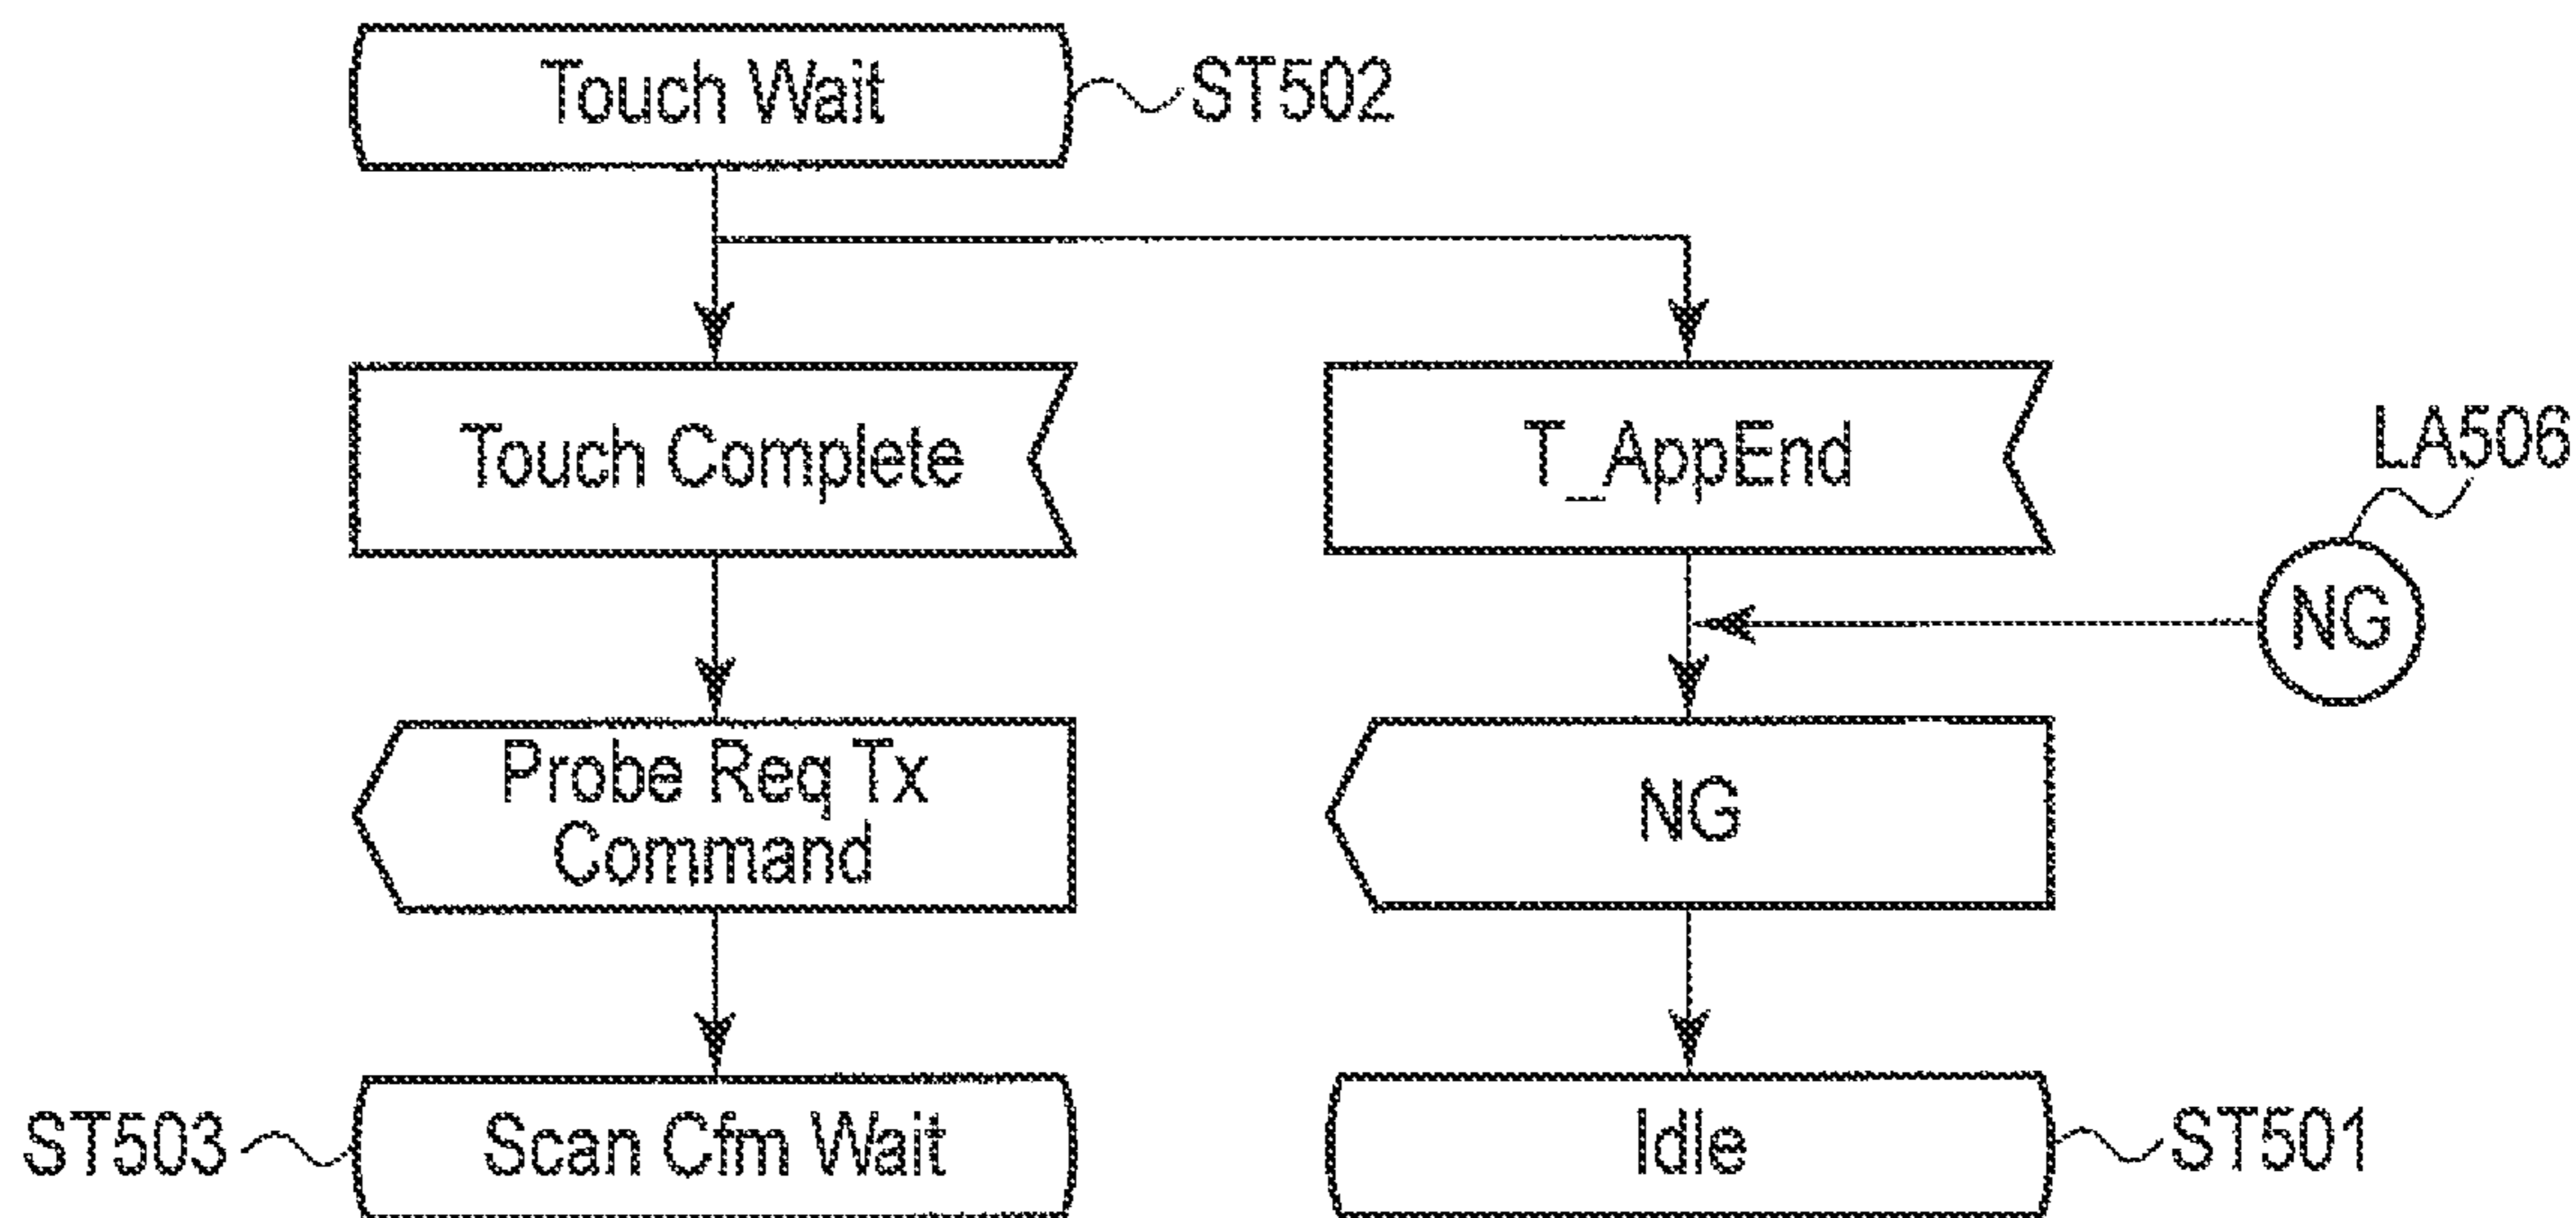 Touch Wait
ST502
Touch Complete
T_AppEnd
LA506
NG
Probe Req Tx
Command
NG
ST503
Scan Cfm Wait
Idle
ST501